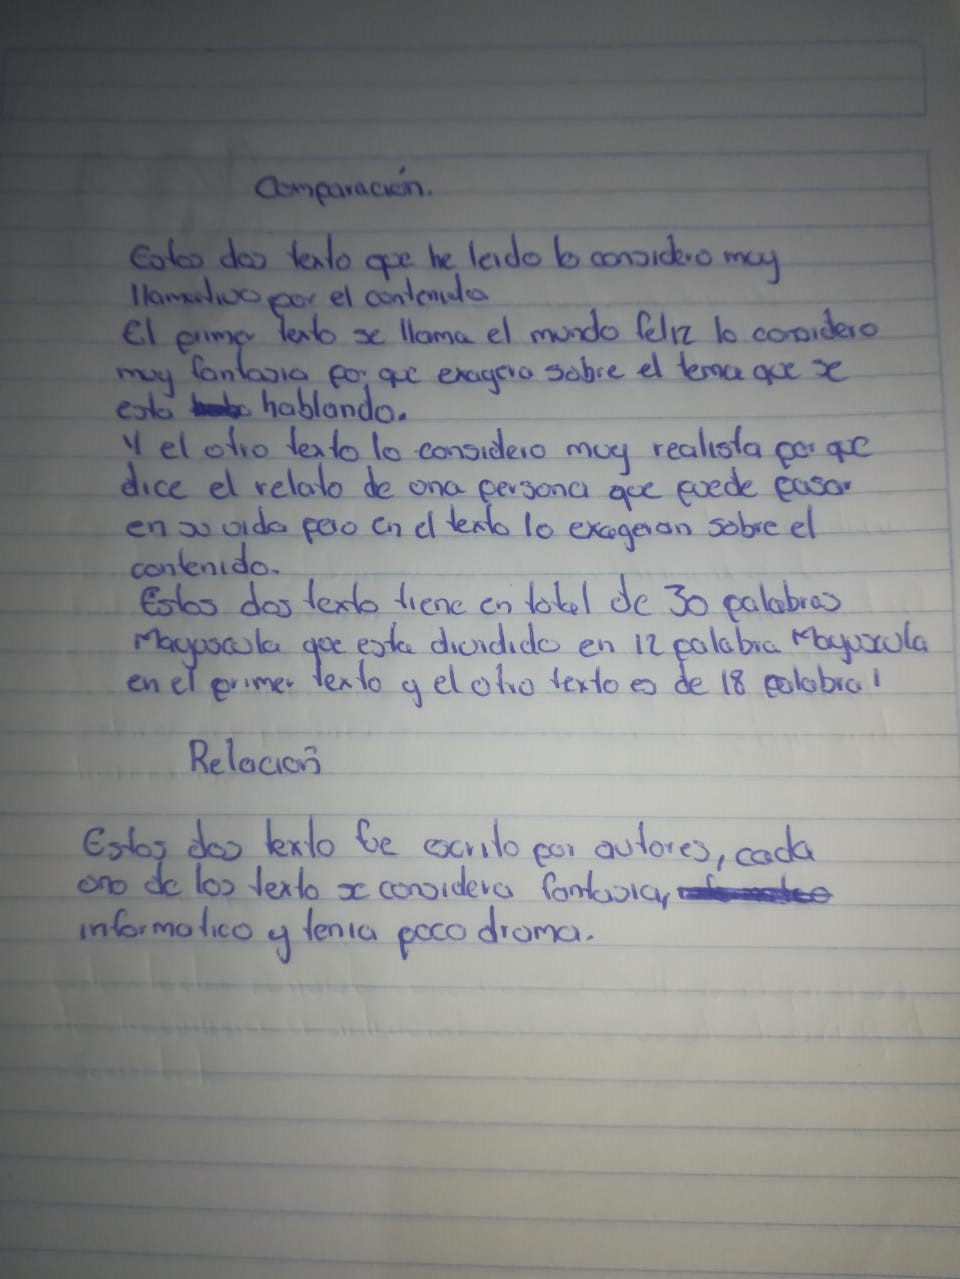 Comparación.
Estos dos texto que he leido lo considero muy
llamativo por el contenido
El primer texto se llama el mundo feliz lo considero
muy fantasia por que exagera sobre el tema que se
esta hablando.
Y el otro texto lo considero muy realista por que
dice el relato de una persona que puede pasar
en su vida pero en el texto lo exageran sobre el
contenido.
Estos dos texto tiene en total de 30 palabras
Mayuscula que esta dividido en 12 palabra Mayuscula
en el primer texto y el otro texto es de 18 palabra
Relación
Estos dos texto fue escrito por autores, cada
uno de los texto se considera fantasia,
informatico y tenia poco drama.